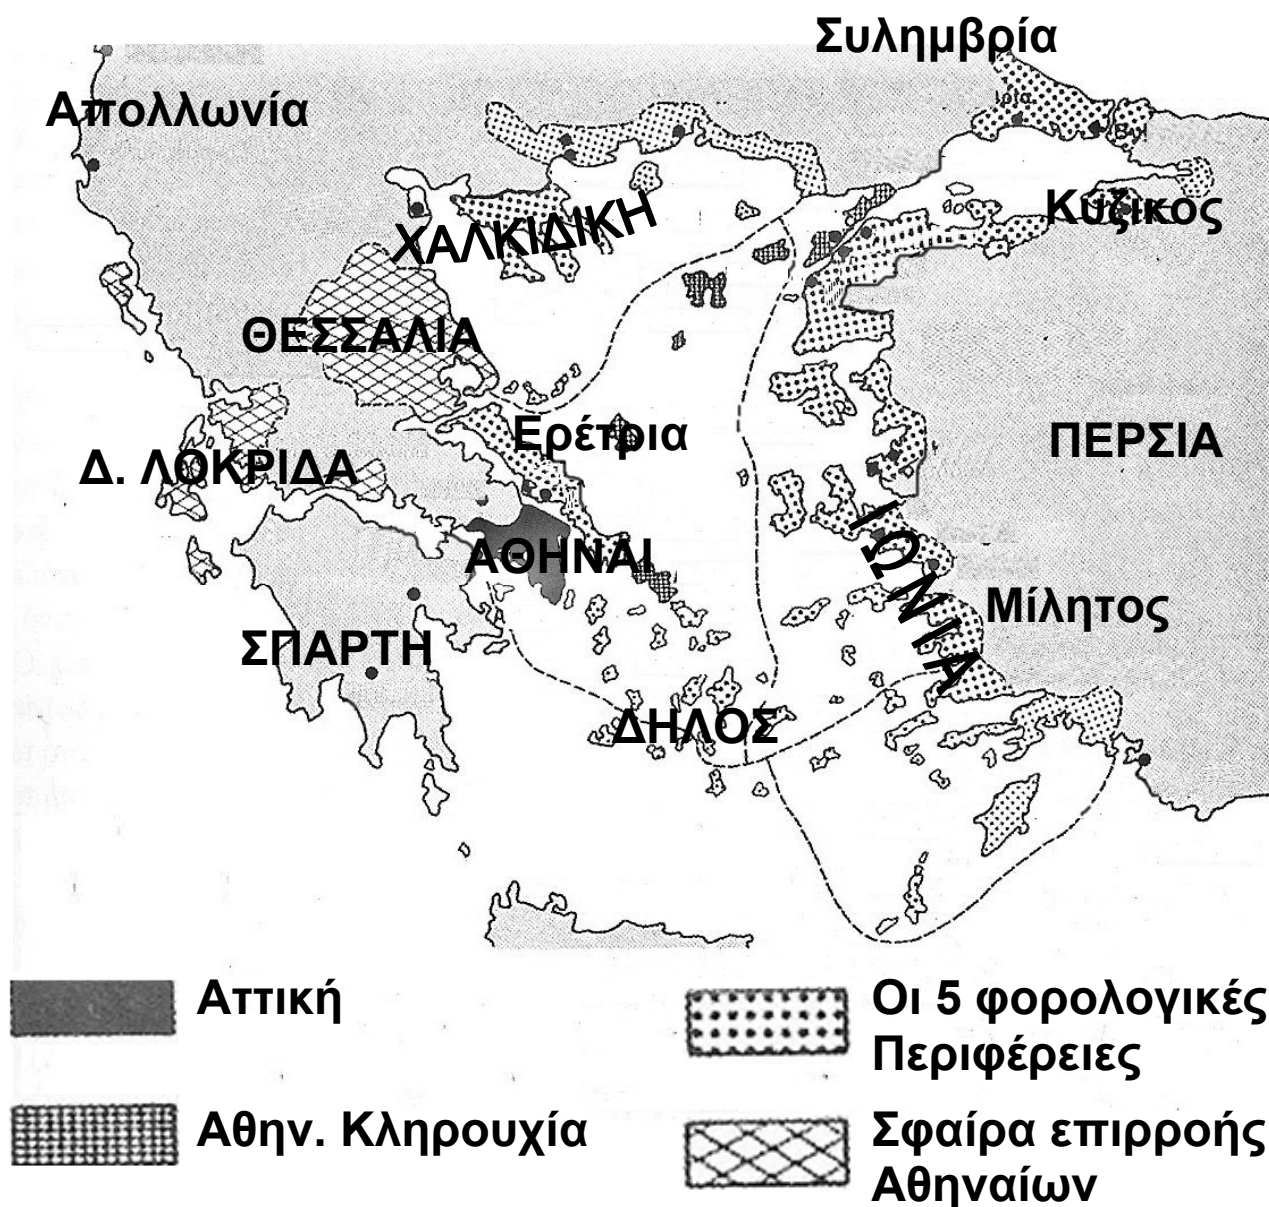 Συλημβρία
Απολλωνία
Κύζικος
ΧΑΛΚΙΔΙΚΗ
ΘΕΣΣΑΛΙΑ
Ερέτρια
ΠΕΡΣΙΑ
Δ. ΛΟΚΡΙΔΑ
ΙΩΝΙΑ
ΑΘΗΝΑΙ
Μίλητος
ΣΠΑΡΤΗ
ΔΗΛΟΣ
Αττική
Οι 5 φορολογικές
Περιφέρειες
Αθην. Κληρουχία
Σφαίρα επιρροής
Αθηναίων